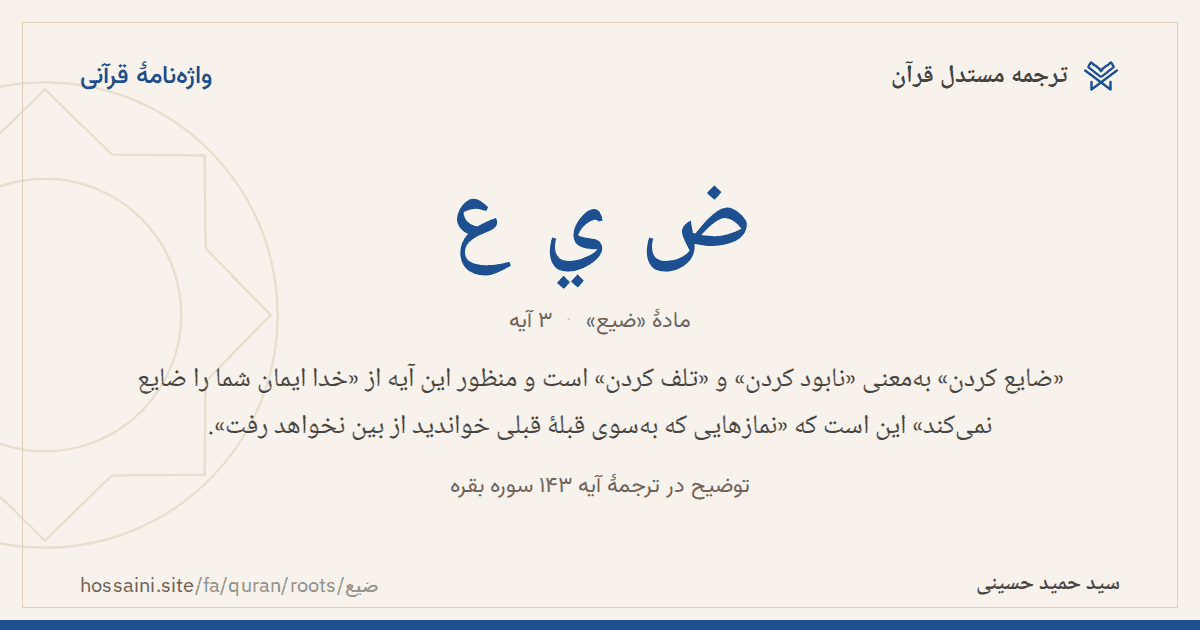 ترجمه مستدل قرآن
واژه‌نامهٔ قرآنی
ض ي ع
مادهٔ «ضیع» · ۳ آیه
«ضایع کردن» به‌معنی «نابود کردن» و «تلف کردن» است و منظور این آیه از «خدا ایمان شما را ضایع
نمی‌کند» این است که «نمازهایی که به‌سوی قبلهٔ قبلی خواندید از بین نخواهد رفت».
توضیح در ترجمهٔ آیه ۱۴۳ سوره بقره
سید حمید حسینی
hossaini.site/fa/quran/roots/ضیع